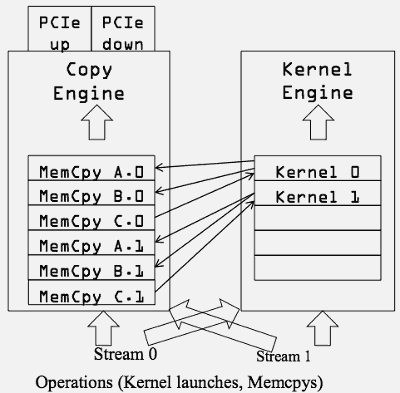 PCIe
up
PCIe
down
Copy
Engine
MemCpy A.0
MemCpy B.0
MemCpy C.0
MemCpy A.1
MemCpy B.1
MemCpy C.1
Kernel
Engine
Kernel 0
Kernel 1
Stream 0
Stream 1
Operations (Kernel launches, Memcpys)